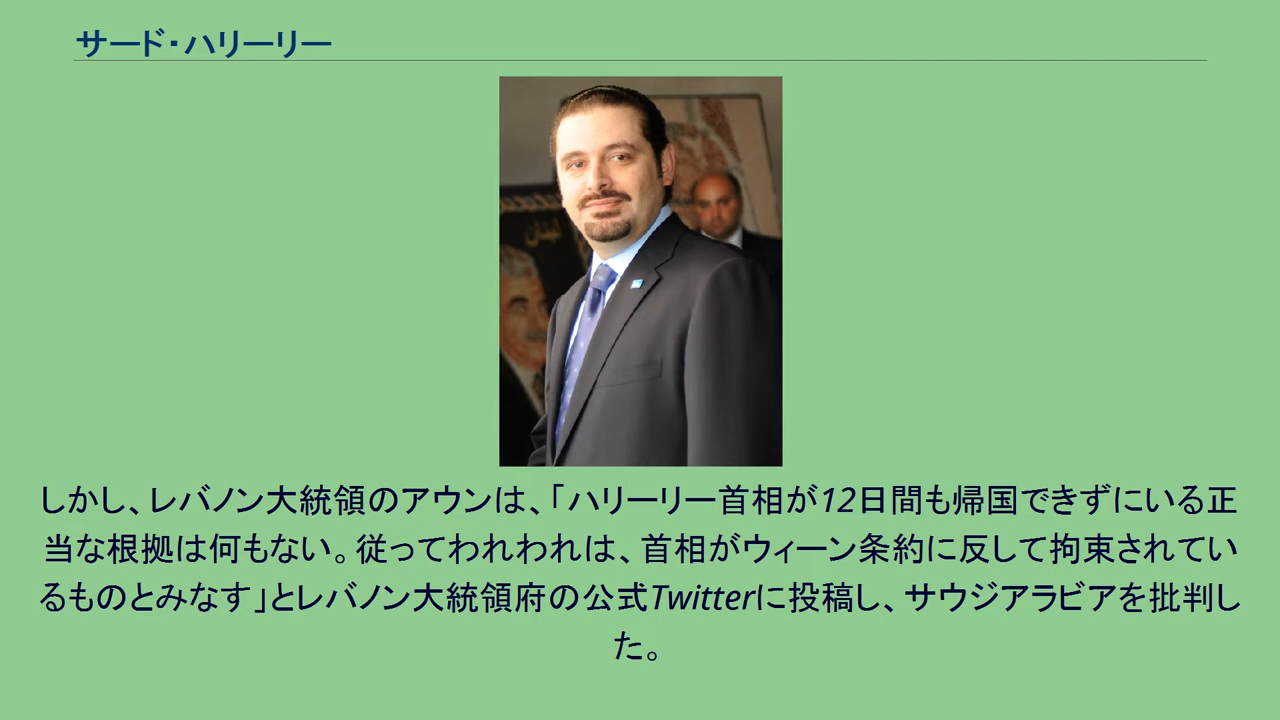 サード・ハリーリー
لبنان
しかし、レバノン大統領のアウンは、「ハリーリー首相が12日間も帰国できずにいる正
当な根拠は何もない。従ってわれわれは、首相がウィーン条約に反して拘束されてい
るものとみなす」とレバノン大統領府の公式Twitterに投稿し、サウジアラビアを批判し
た。